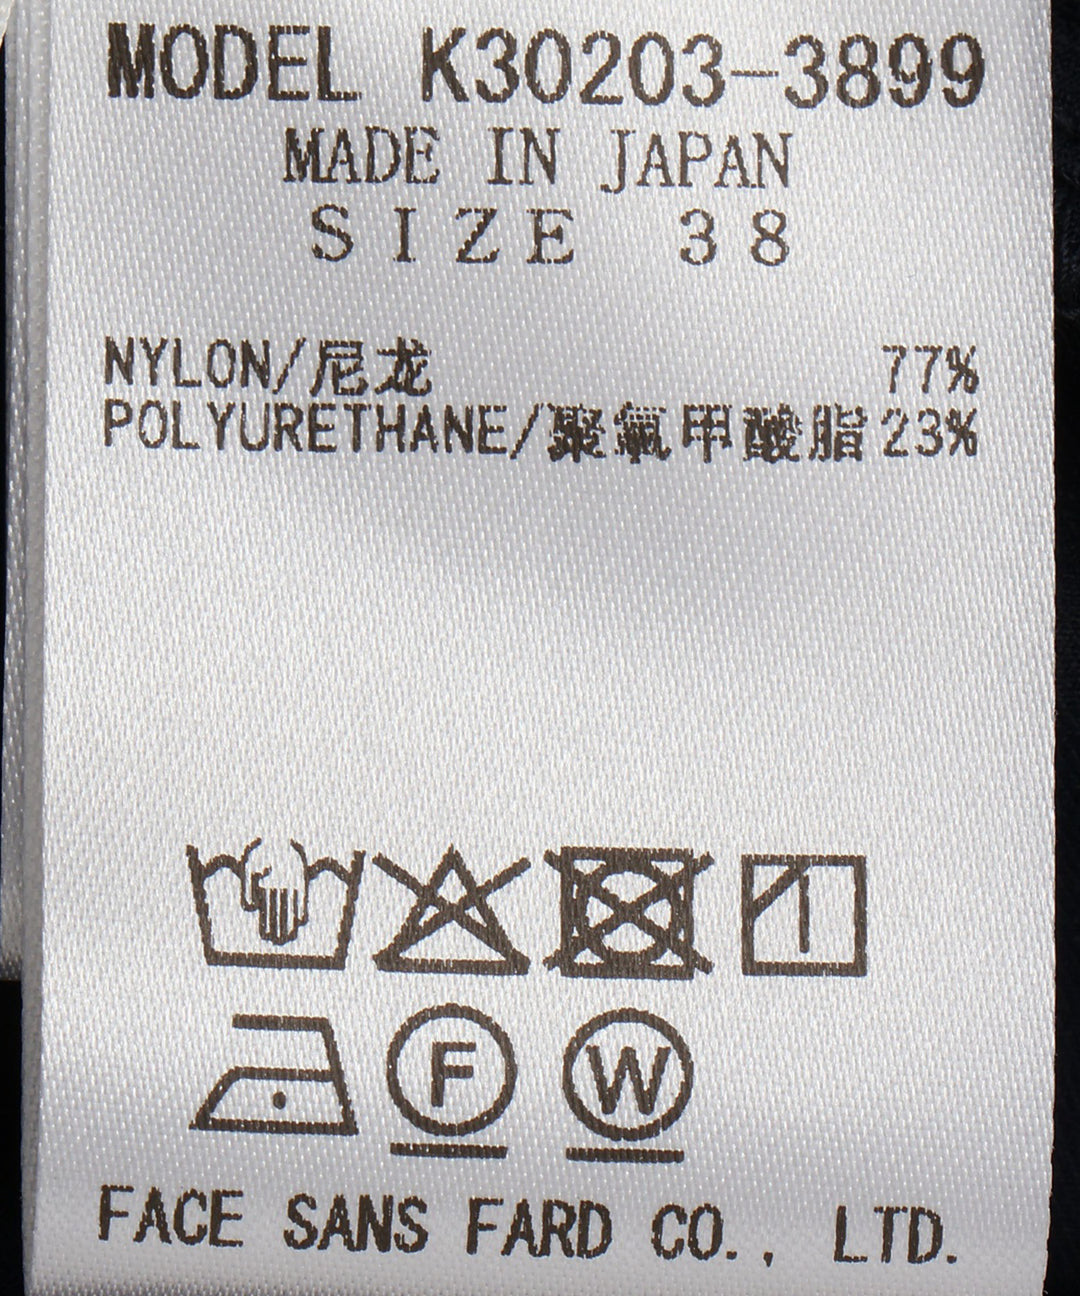 MODEL K30203-3899
MADE IN JAPAN
SIZE 38
NYLON/尼龙 77%
POLYURETHANE/聚氨甲酸脂 23%
F W
FACE SANS FARD CO., LTD.